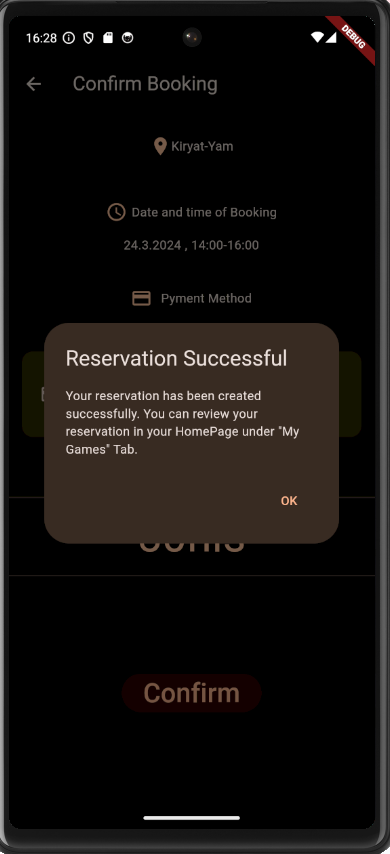 16:28
DEBUG
Confirm Booking
Kiryat-Yam
Date and time of Booking
24.3.2024 , 14:00-16:00
Pyment Method
Reservation Successful
Your reservation has been created
successfully. You can review your
reservation in your HomePage under "My
Games" Tab.
OK
Confirm